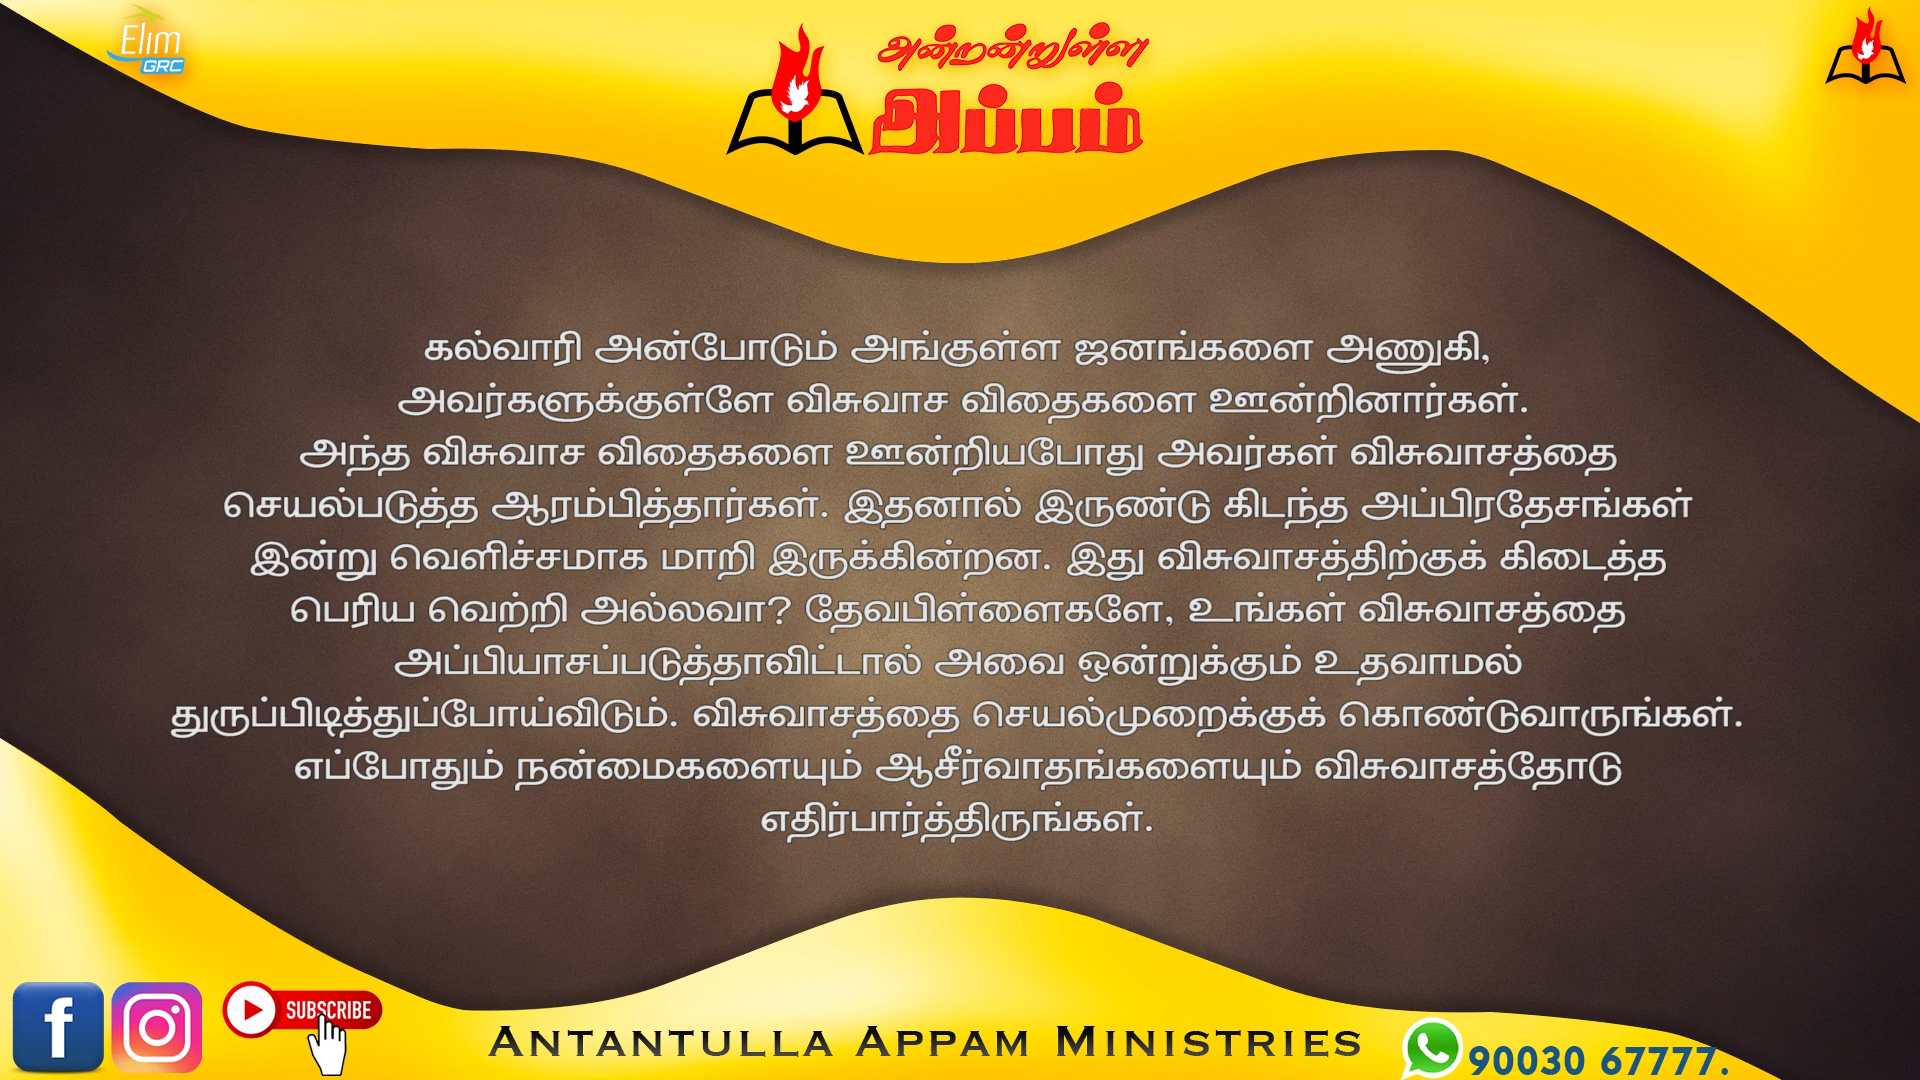 Elim
GRC
அன்றன்றுள்ள
அப்பம்
கல்வாரி அன்போடும் அங்குள்ள ஜனங்களை அணுகி,
அவர்களுக்குள்ளே விசுவாச விதைகளை ஊன்றினார்கள்.
அந்த விசுவாச விதைகளை ஊன்றியபோது அவர்கள் விசுவாசத்தை
செயல்படுத்த ஆரம்பித்தார்கள். இதனால் இருண்டு கிடந்த அப்பிரதேசங்கள்
இன்று வெளிச்சமாக மாறி இருக்கின்றன. இது விசுவாசத்திற்குக் கிடைத்த
பெரிய வெற்றி அல்லவா? தேவபிள்ளைகளே, உங்கள் விசுவாசத்தை
அப்பியாசப்படுத்தாவிட்டால் அவை ஒன்றுக்கும் உதவாமல்
துருப்பிடித்துப்போய்விடும். விசுவாசத்தை செயல்முறைக்குக் கொண்டுவாருங்கள்.
எப்போதும் நன்மைகளையும் ஆசீர்வாதங்களையும் விசுவாசத்தோடு
எதிர்பார்த்திருங்கள்.
SUBSCRIBE
ANTANTULLA APPAM MINISTRIES
90030 67777.